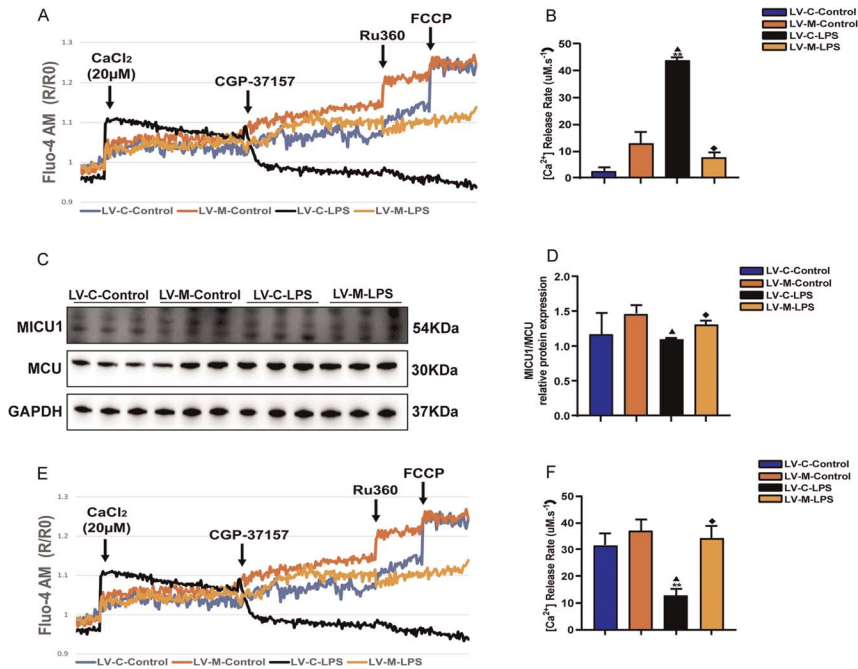 A
CaCl₂
(20μM)
CGP-37157
Ru360
FCCP
Fluo-4 AM (R/R0)
1.3
1.2
1.1
1
0.9
LV-C-Control LV-M-Control LV-C-LPS LV-M-LPS
B
LV-C-Control
LV-M-Control
LV-C-LPS
LV-M-LPS
[Ca²⁺] Release Rate (uM.s⁻¹)
50
40
30
20
10
0
**
C
LV-C-Control LV-M-Control LV-C-LPS LV-M-LPS
MICU1 54KDa
MCU 30KDa
GAPDH 37KDa
D
LV-C-Control
LV-M-Control
LV-C-LPS
LV-M-LPS
MICU1/MCU
relative protein expression
2.0
1.5
1.0
0.5
0.0
E
CaCl₂
(20μM)
CGP-37157
Ru360
FCCP
Fluo-4 AM (R/R0)
1.3
1.2
1.1
1
0.9
LV-C-Control LV-M-Control LV-C-LPS LV-M-LPS
F
LV-C-Control
LV-M-Control
LV-C-LPS
LV-M-LPS
[Ca²⁺] Release Rate (uM.s⁻¹)
50
40
30
20
10
0
**